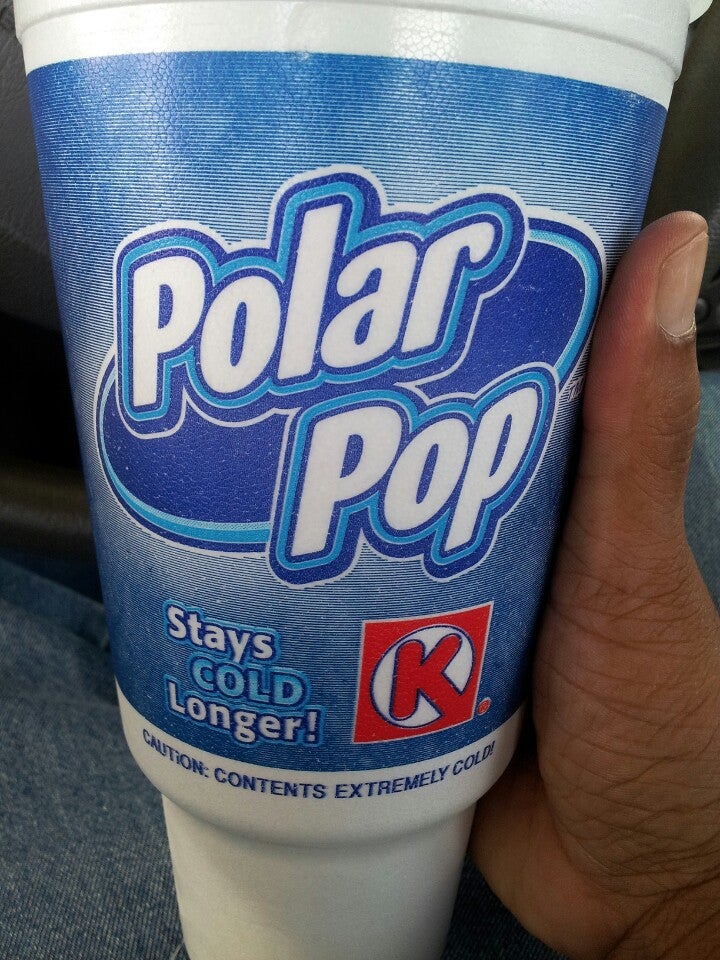 Polar
Pop
Stays
COLD
Longer!
K
CAUTION: CONTENTS EXTREMELY COLD!